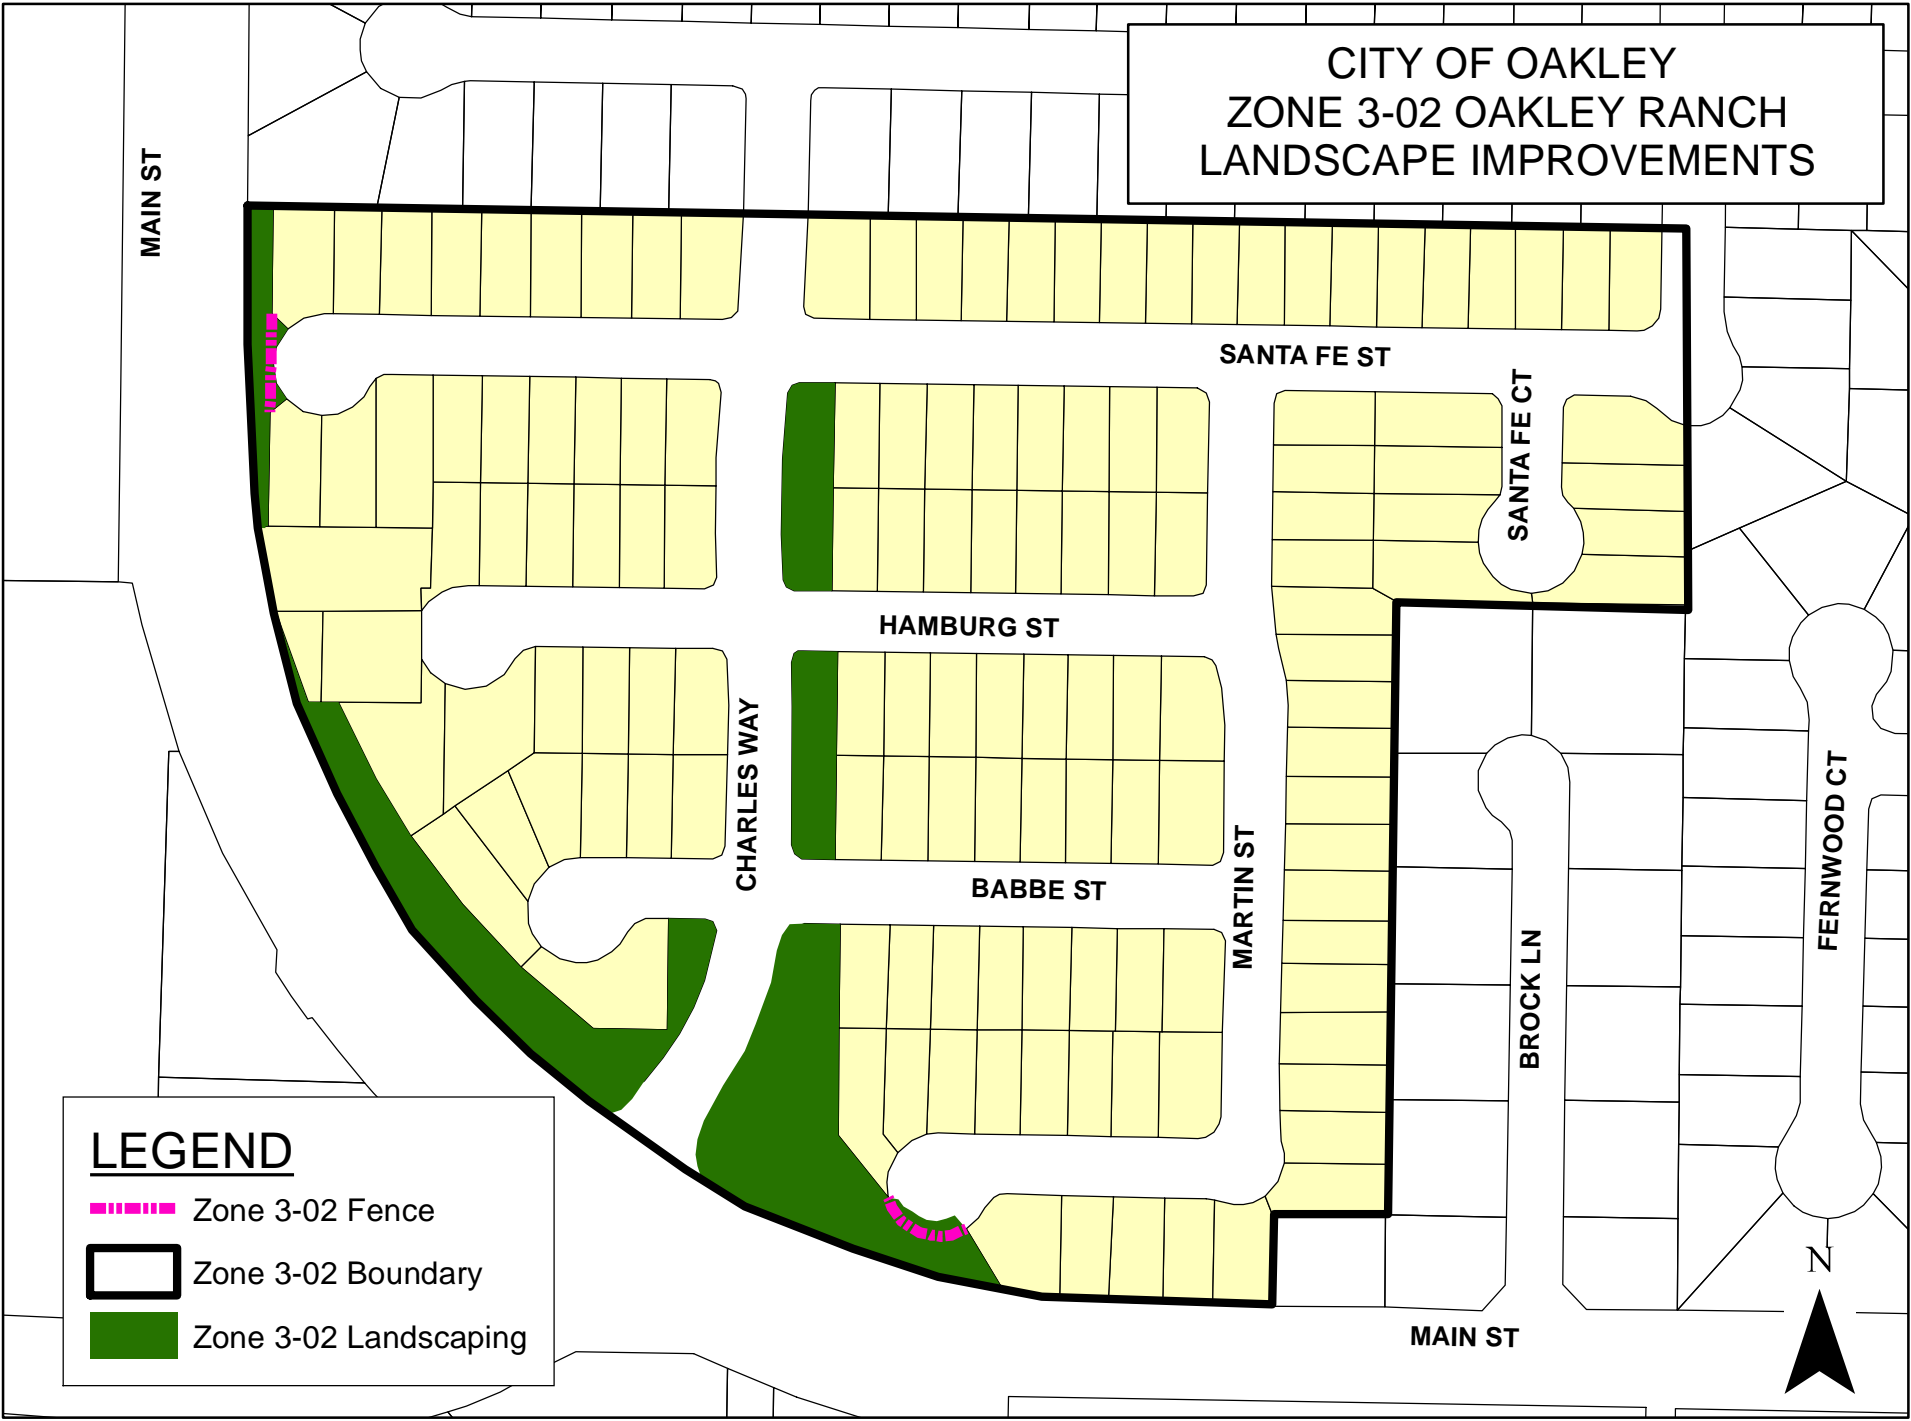 CITY OF OAKLEY
ZONE 3-02 OAKLEY RANCH
LANDSCAPE IMPROVEMENTS
MAIN ST
SANTA FE ST
SANTA FE CT
HAMBURG ST
CHARLES WAY
BABBE ST
MARTIN ST
BROCK LN
FERNWOOD CT
MAIN ST
N
LEGEND
Zone 3-02 Fence
Zone 3-02 Boundary
Zone 3-02 Landscaping